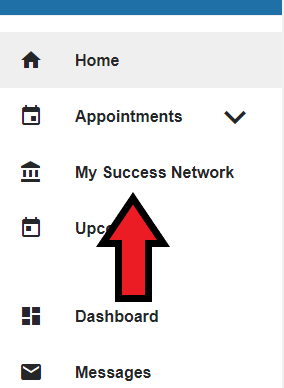 Home
Appointments
My Success Network
Dashboard
Messages